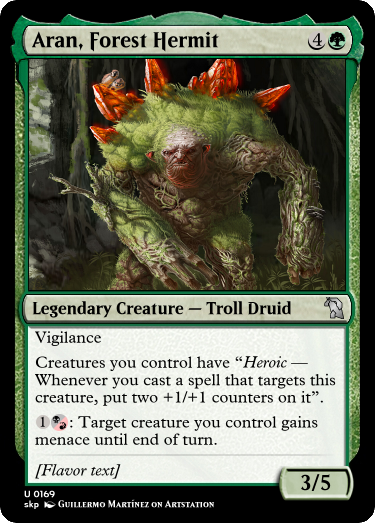 Aran, Forest Hermit 4
Legendary Creature — Troll Druid
Vigilance
Creatures you control have “Heroic —
Whenever you cast a spell that targets this
creature, put two +1/+1 counters on it”.
1: Target creature you control gains
menace until end of turn.
[Flavor text]
3/5
U 0169
skp Guillermo Martínez on Artstation